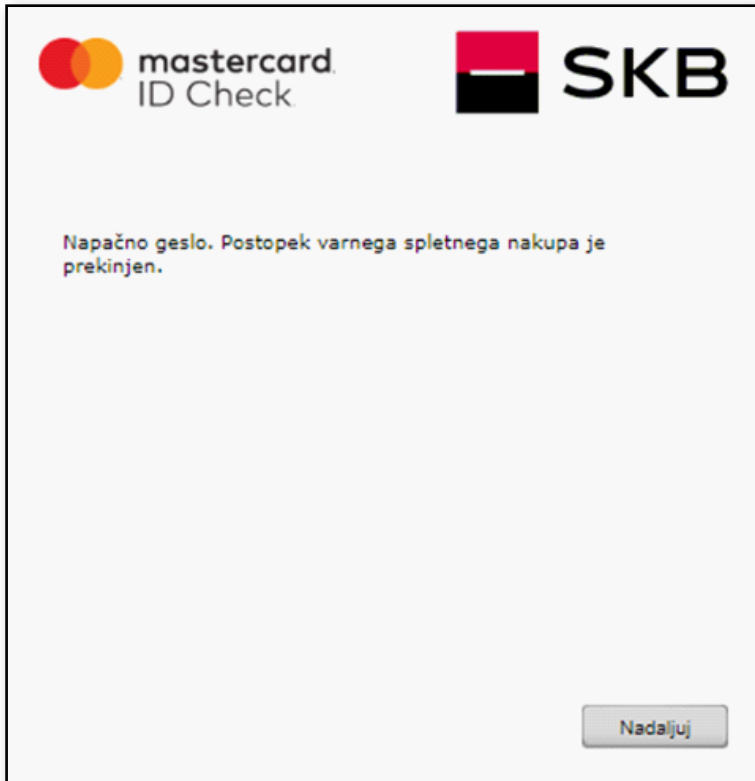 mastercard.
ID Check.
SKB
Napačno geslo. Postopek varnega spletnega nakupa je
prekinjen.
Nadaljuj